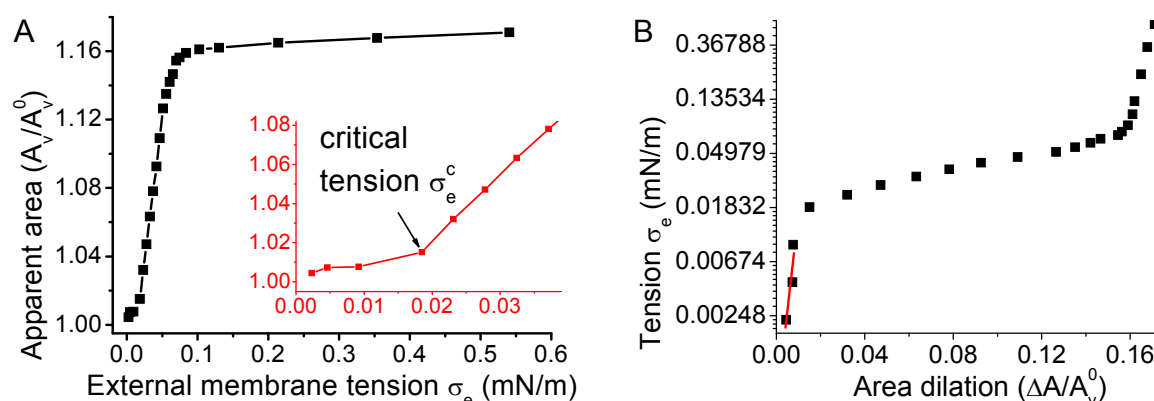 A
Apparent area (A_v/A_v^0)
1.16
1.12
1.08
1.04
1.00
0.0 0.1 0.2 0.3 0.4 0.5 0.6
External membrane tension σ_e (mN/m)
1.08
1.06
1.04
1.02
1.00
0.00 0.01 0.02 0.03
critical
tension σ_e^c
B
Tension σ_e (mN/m)
0.36788
0.13534
0.04979
0.01832
0.00674
0.00248
0.00 0.04 0.08 0.12 0.16
Area dilation (ΔA/A_v^0)